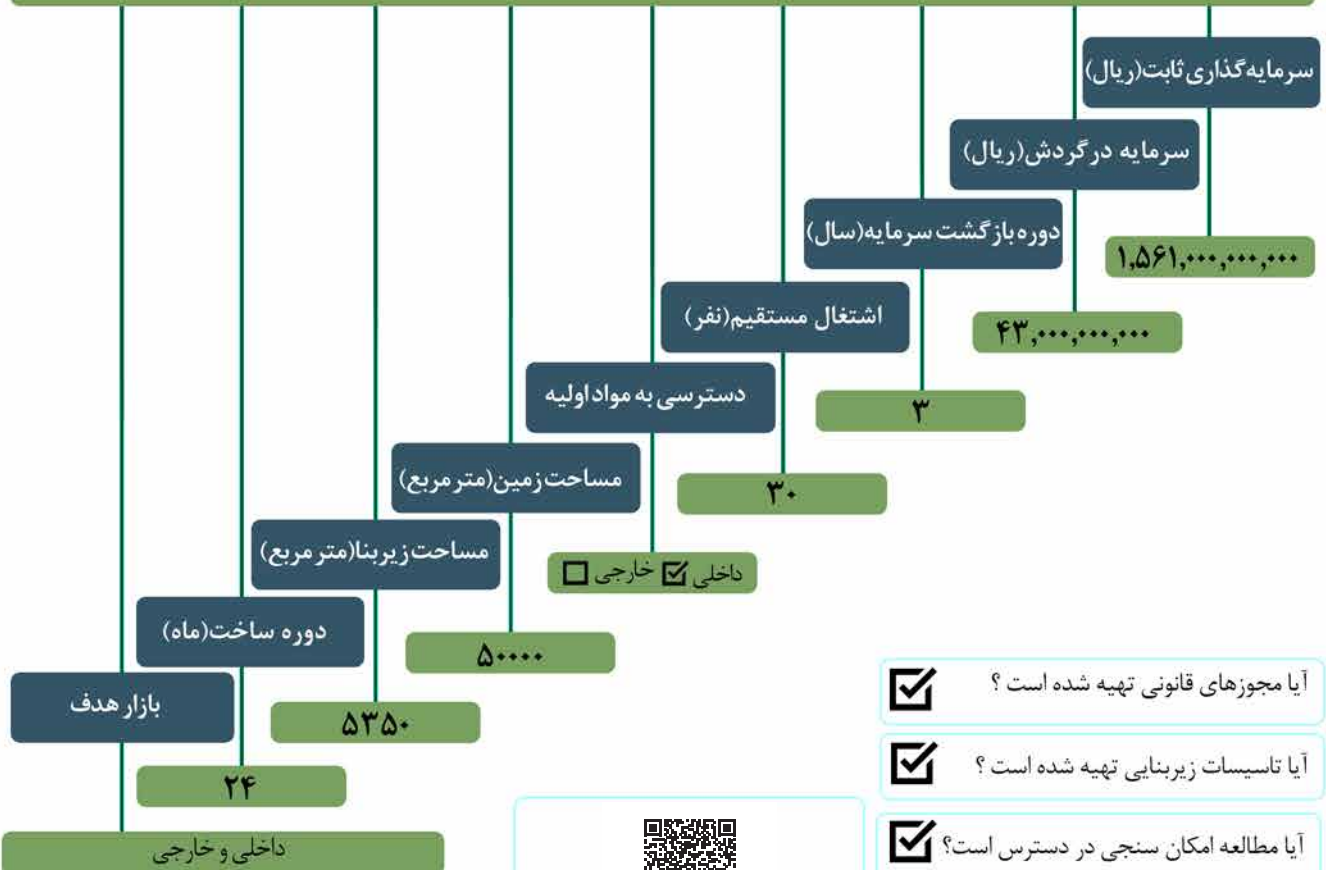 سرمایه‌گذاری ثابت(ریال)
۱,۵۶۱,۰۰۰,۰۰۰,۰۰۰
سرمایه در گردش(ریال)
۴۳,۰۰۰,۰۰۰,۰۰۰
دوره بازگشت سرمایه(سال)
۳
اشتغال مستقیم(نفر)
۳۰
دسترسی به مواد اولیه
داخلی ☑ خارجی ☐
مساحت زمین(متر مربع)
۵۰۰۰۰
مساحت زیربنا(متر مربع)
۵۳۵۰
دوره ساخت(ماه)
۲۴
بازار هدف
داخلی و خارجی
آیا مجوزهای قانونی تهیه شده است ؟ ☑
آیا تاسیسات زیربنایی تهیه شده است ؟ ☑
آیا مطالعه امکان سنجی در دسترس است؟ ☑